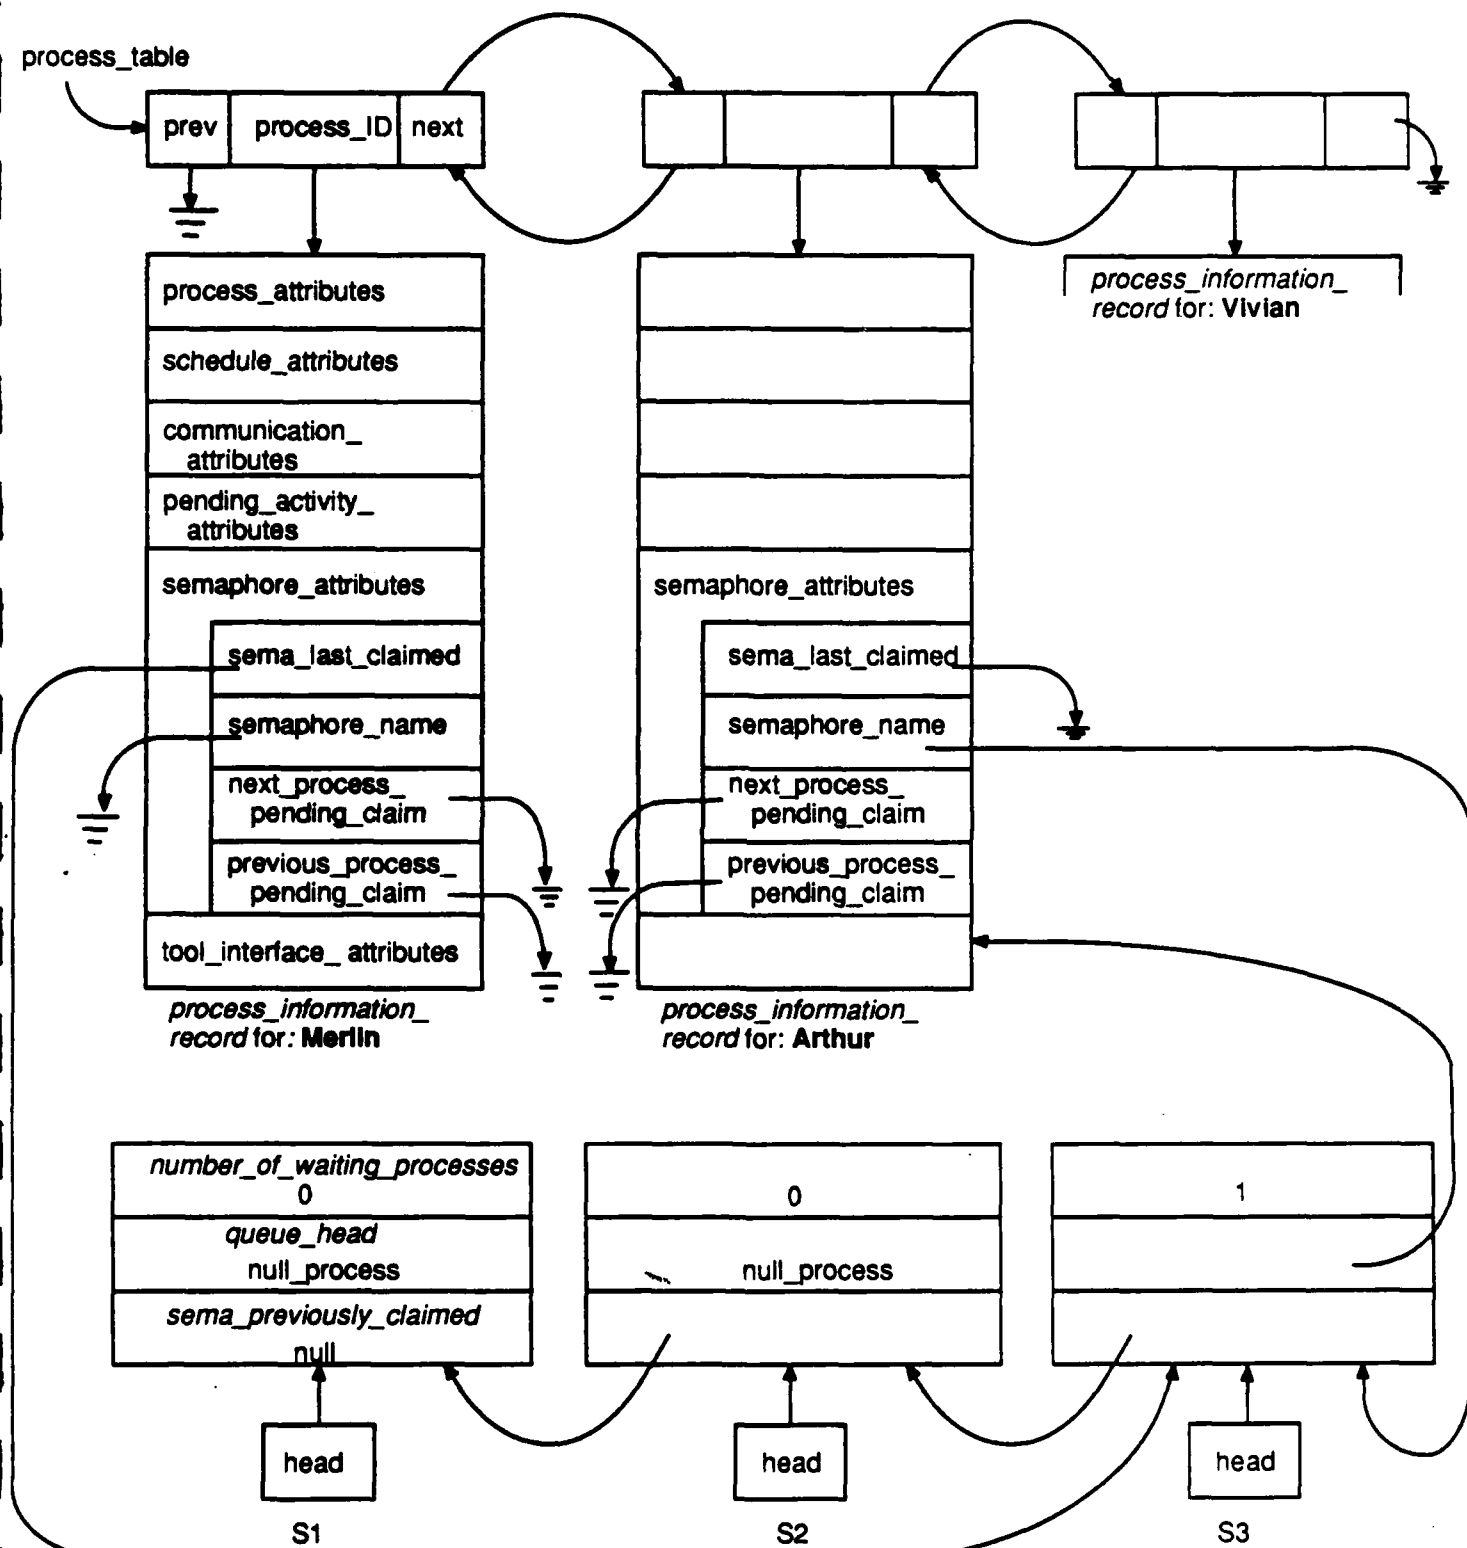 process_table
prev process_ID next
process_attributes
schedule_attributes
communication_
attributes
pending_activity_
attributes
semaphore_attributes
sema_last_claimed
semaphore_name
next_process_
pending_claim
previous_process_
pending_claim
tool_interface_ attributes
process_information_
record for: Merlin
semaphore_attributes
sema_last_claimed
semaphore_name
next_process_
pending_claim
previous_process_
pending_claim
process_information_
record for: Arthur
process_information_
record for: Vivian
number_of_waiting_processes
0
queue_head
null_process
sema_previously_claimed
null
head
S1
0
null_process
head
S2
1
head
S3